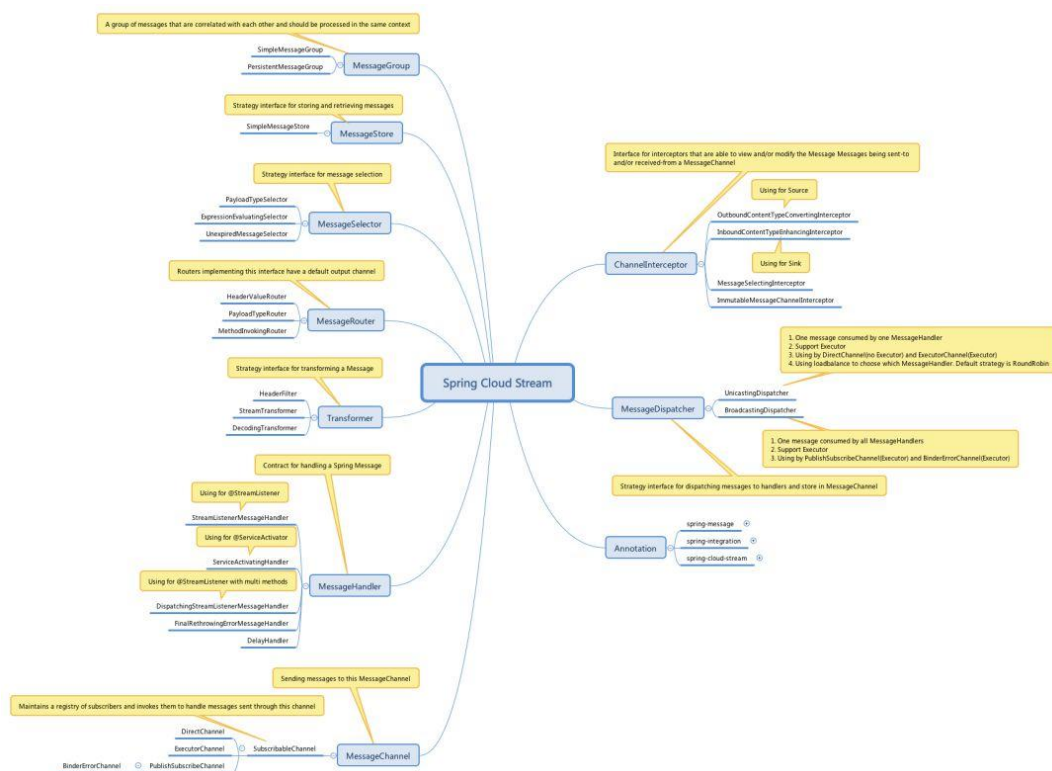 A group of messages that are correlated with each other and should be processed in the same context
SimpleMessageGroup
PersistentMessageGroup
MessageGroup
Strategy interface for storing and retrieving messages
SimpleMessageStore
MessageStore
Strategy interface for message selection
PayloadTypeSelector
ExpressionEvaluatingSelector
UnexpiredMessageSelector
MessageSelector
Routers implementing this interface have a default output channel
HeaderValueRouter
PayloadTypeRouter
MethodInvokingRouter
MessageRouter
Strategy interface for transforming a Message
HeaderFilter
StreamTransformer
DecodingTransformer
Transformer
Contract for handling a Spring Message
Using for @StreamListener
StreamListenerMessageHandler
Using for @ServiceActivator
ServiceActivatingHandler
Using for @StreamListener with multi methods
DispatchingStreamListenerMessageHandler
FinalRethrowingErrorMessageHandler
DelayHandler
MessageHandler
Sending messages to this MessageChannel
Maintains a registry of subscribers and invokes them to handle messages sent through this channel
DirectChannel
ExecutorChannel
BinderErrorChannel
PublishSubscribeChannel
SubscribableChannel
MessageChannel
Spring Cloud Stream
Interface for interceptors that are able to view and/or modify the Message Messages being sent-to
and/or received-from a MessageChannel
Using for Source
OutboundContentTypeConvertingInterceptor
InboundContentTypeEnhancingInterceptor
Using for Sink
MessageSelectingInterceptor
ImmutableMessageChannelInterceptor
ChannelInterceptor
1. One message consumed by one MessageHandler
2. Support Executor
3. Using by DirectChannel(no Executor) and ExecutorChannel(Executor)
4. Using loadbalance to choose which MessageHandler. Default strategy is RoundRobin
UnicastingDispatcher
BroadcastingDispatcher
MessageDispatcher
1. One message consumed by all MessageHandlers
2. Support Executor
3. Using by PublishSubscribeChannel(Executor) and BinderErrorChannel(Executor)
Strategy interface for dispatching messages to handlers and store in MessageChannel
spring-message
spring-integration
spring-cloud-stream
Annotation